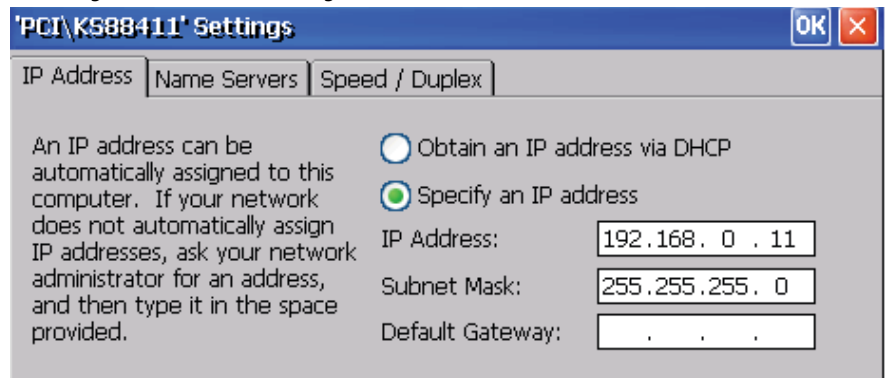 'PCI\KS88411' Settings
OK
IP Address
Name Servers
Speed / Duplex
An IP address can be
automatically assigned to this
computer. If your network
does not automatically assign
IP addresses, ask your network
administrator for an address,
and then type it in the space
provided.
Obtain an IP address via DHCP
Specify an IP address
IP Address: 192.168. 0 . 11
Subnet Mask: 255.255.255. 0
Default Gateway: . . .